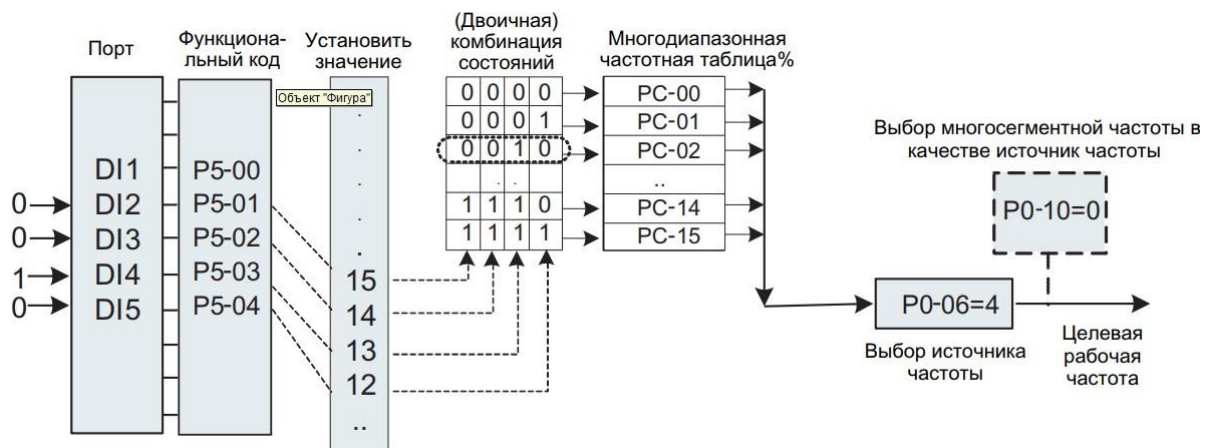 Порт
Функциона-
льный код
Установить
значение
(Двоичная)
комбинация
состояний
Многодиапазонная
частотная таблица%
Объект "Фигура"
DI1
DI2
DI3
DI4
DI5
0
0
1
0
P5-00
P5-01
P5-02
P5-03
P5-04
.
.
.
.
.
15
14
13
12
..
0 0 0 0
0 0 0 1
0 0 1 0
. .
1 1 1 0
1 1 1 1
PC-00
PC-01
PC-02
..
PC-14
PC-15
Выбор многосегментной частоты в
качестве источник частоты
P0-10=0
P0-06=4
Выбор источника
частоты
Целевая
рабочая
частота